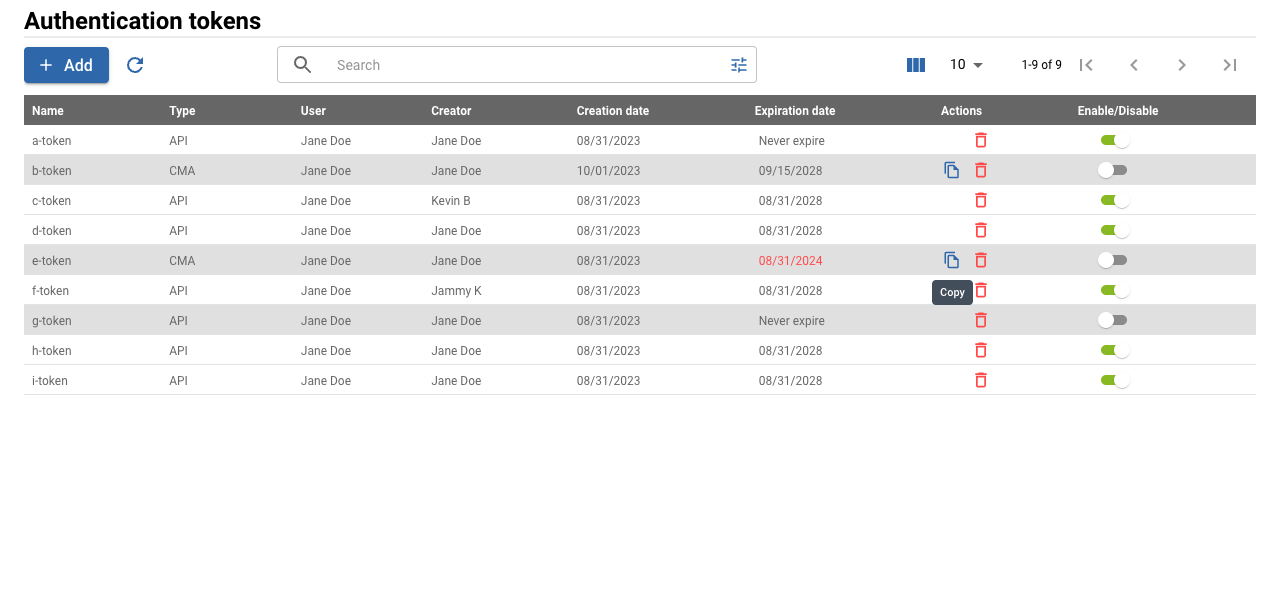 Authentication tokens
Add
Search
10
1-9 of 9
Name Type User Creator Creation date Expiration date Actions Enable/Disable
a-token API Jane Doe Jane Doe 08/31/2023 Never expire
b-token CMA Jane Doe Jane Doe 10/01/2023 09/15/2028
c-token API Jane Doe Kevin B 08/31/2023 08/31/2028
d-token API Jane Doe Jane Doe 08/31/2023 08/31/2028
e-token CMA Jane Doe Jane Doe 08/31/2023 08/31/2024
f-token API Jane Doe Jammy K 08/31/2023 08/31/2028
Copy
g-token API Jane Doe Jane Doe 08/31/2023 Never expire
h-token API Jane Doe Jane Doe 08/31/2023 08/31/2028
i-token API Jane Doe Jane Doe 08/31/2023 08/31/2028